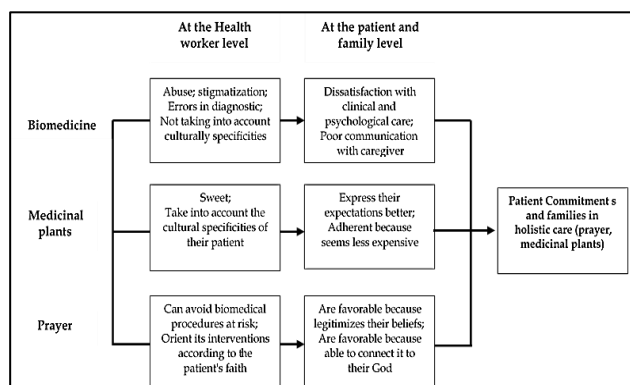 At the Health
worker level
At the patient and
family level
Biomedicine
Abuse; stigmatization;
Errors in diagnostic;
Not taking into account
culturally specificities
Dissatisfaction with
clinical and
psychological care;
Poor communication
with caregiver
Medicinal
plants
Sweet;
Take into account the
cultural specificities of
their patient
Express their
expectations better;
Adherent because
seems less expensive
Patient Commitment s
and families in
holistic care (prayer,
medicinal plants)
Prayer
Can avoid biomedical
procedures at risk;
Orient its interventions
according to the
patient's faith
Are favorable because
legitimizes their beliefs;
Are favorable because
able to connect it to
their God